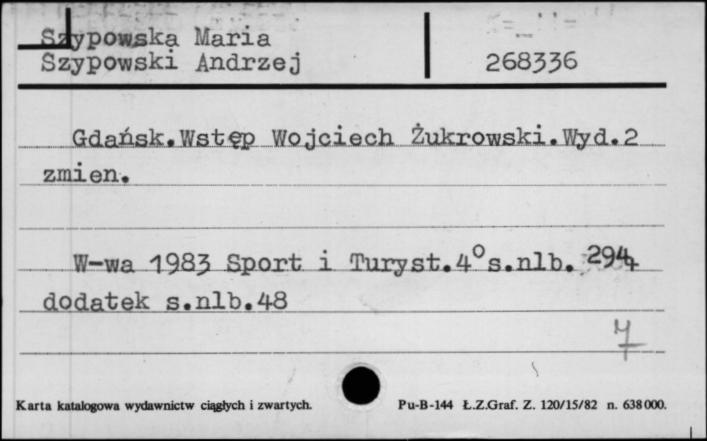 Szypowska Maria
Szypowski Andrzej 268336
Gdańsk.Wstęp Wojciech Żukrowski.Wyd.2
zmien.
W-wa 1983 Sport i Turyst.4°s.nlb. 294
dodatek s.nlb.48
7
Karta katalogowa wydawnictw ciągłych i zwartych. Pu-B-144 Ł.Z.Graf. Z. 120/15/82 n. 638000.